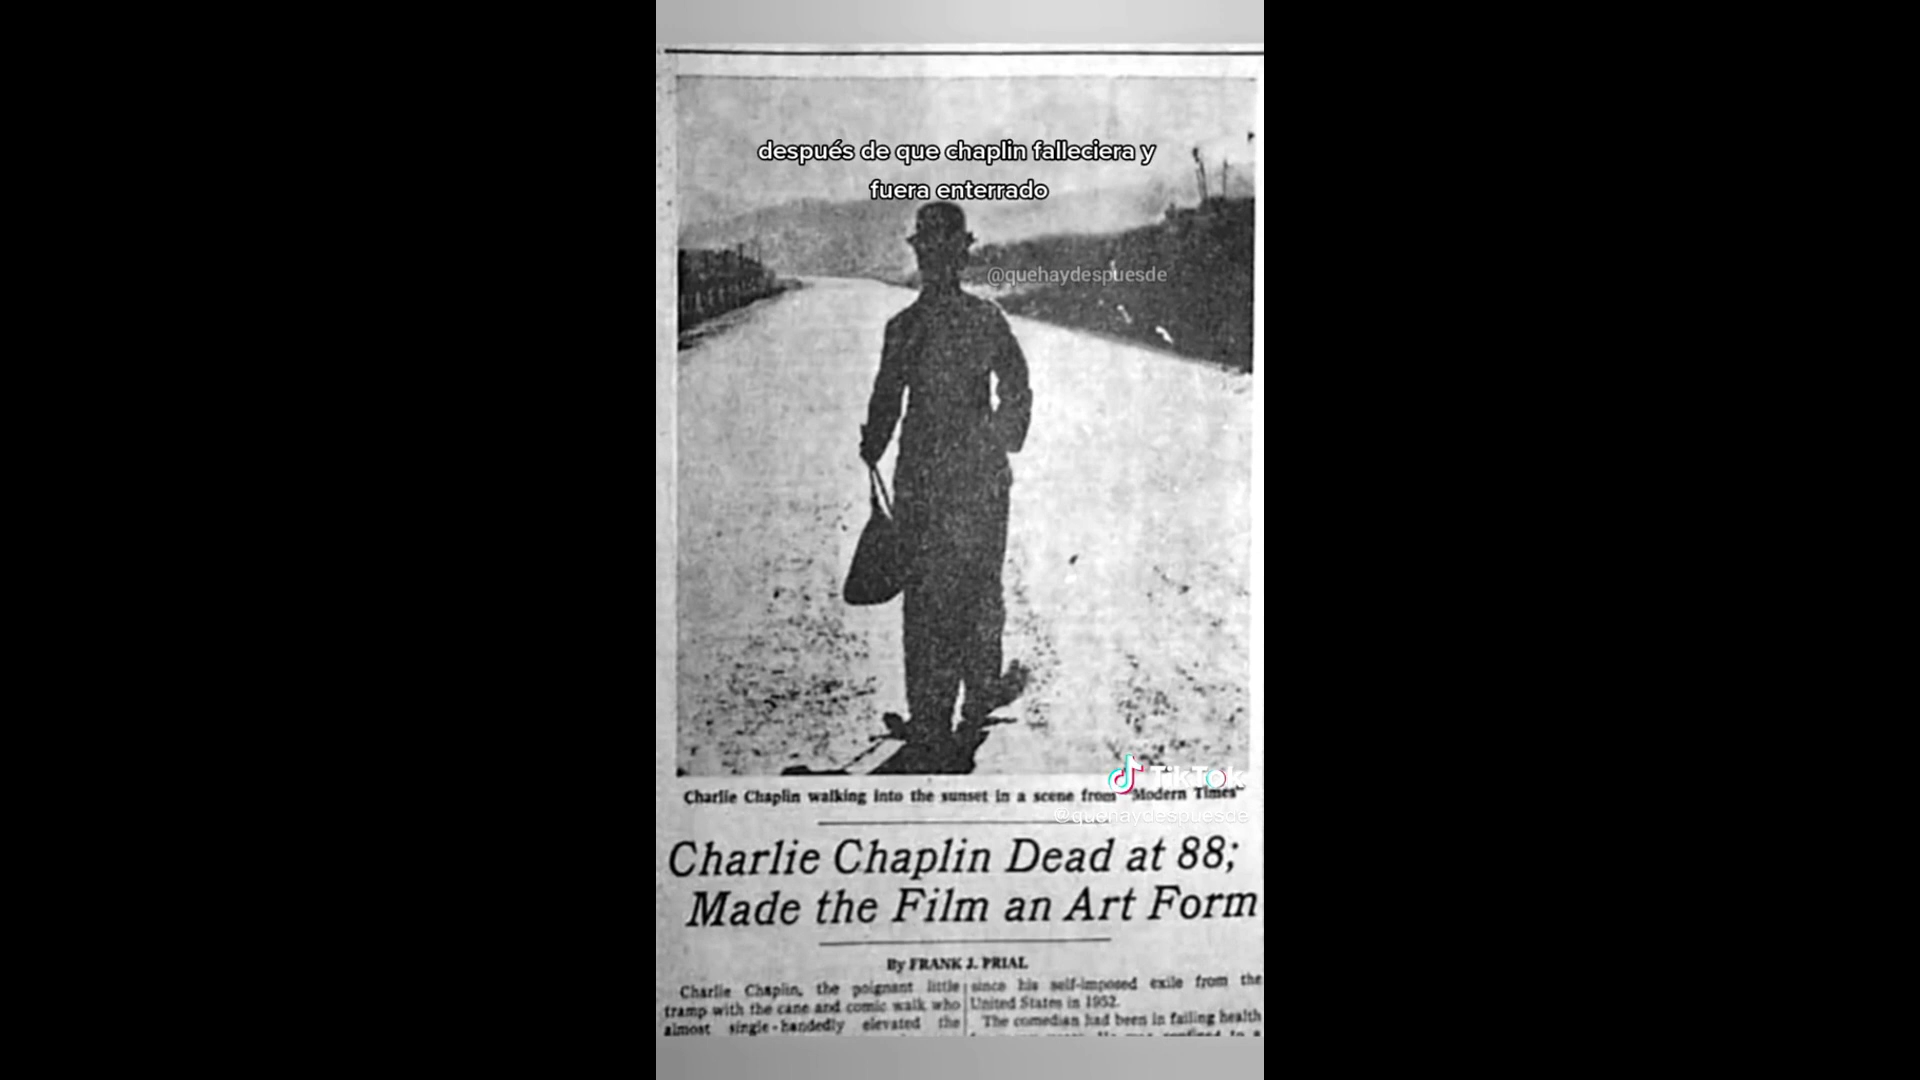 después de que chaplin falleciera y
fuera enterrado
@quehaydespuesde
TikTok
@quehaydespuesde
Charlie Chaplin walking into the sunset in a scene from "Modern Times"
Charlie Chaplin Dead at 88;
Made the Film an Art Form
By FRANK J. PRIAL
Charlie Chaplin, the poignant little
tramp with the cane and comic walk who
almost single-handedly elevated the
since his self-imposed exile from the
United States in 1952.
The comedian had been in failing health